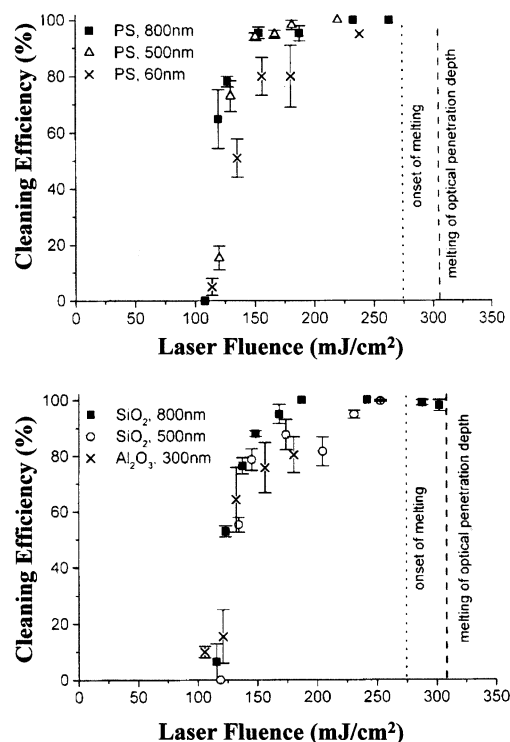 PS, 800nm
PS, 500nm
PS, 60nm
Cleaning Efficiency (%)
100
80
60
40
20
0
onset of melting
melting of optical penetration depth
0 50 100 150 200 250 300 350
Laser Fluence (mJ/cm²)
SiO₂, 800nm
SiO₂, 500nm
Al₂O₃, 300nm
Cleaning Efficiency (%)
100
80
60
40
20
0
onset of melting
melting of optical penetration depth
0 50 100 150 200 250 300 350
Laser Fluence (mJ/cm²)